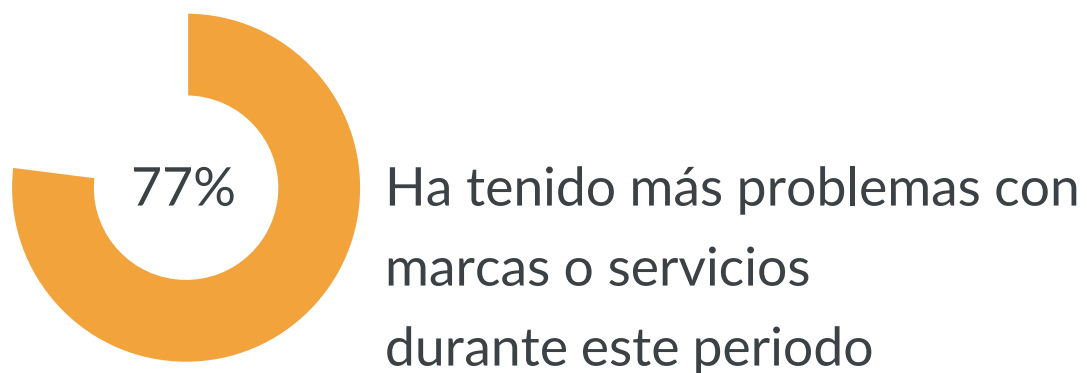 77%
Ha tenido más problemas con
marcas o servicios
durante este periodo